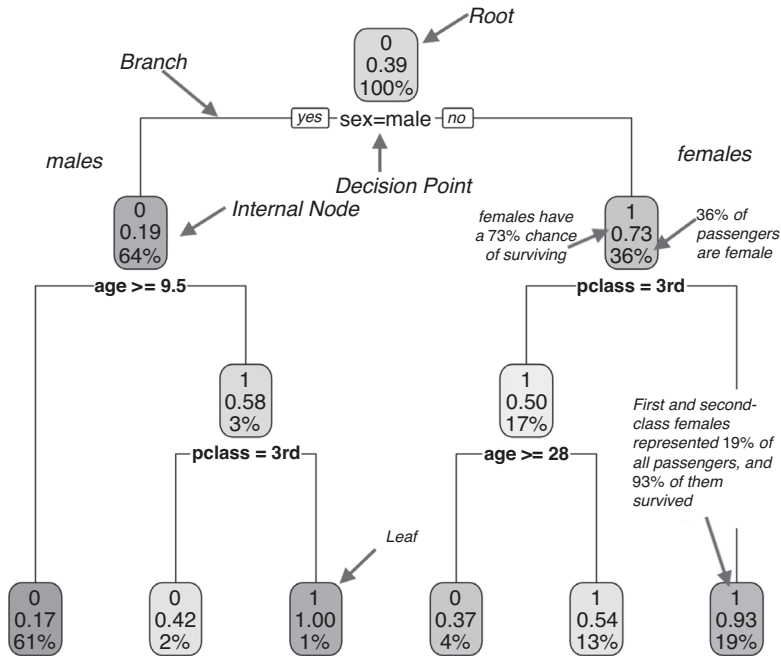 Root
0
0.39
100%
Branch
yes sex=male no
males
females
Decision Point
0
0.19
64%
Internal Node
females have
a 73% chance
of surviving
1
0.73
36%
36% of
passengers
are female
age >= 9.5
pclass = 3rd
1
0.58
3%
1
0.50
17%
First and second-
class females
represented 19% of
all passengers, and
93% of them
survived
pclass = 3rd
age >= 28
Leaf
0
0.17
61%
0
0.42
2%
1
1.00
1%
0
0.37
4%
1
0.54
13%
1
0.93
19%